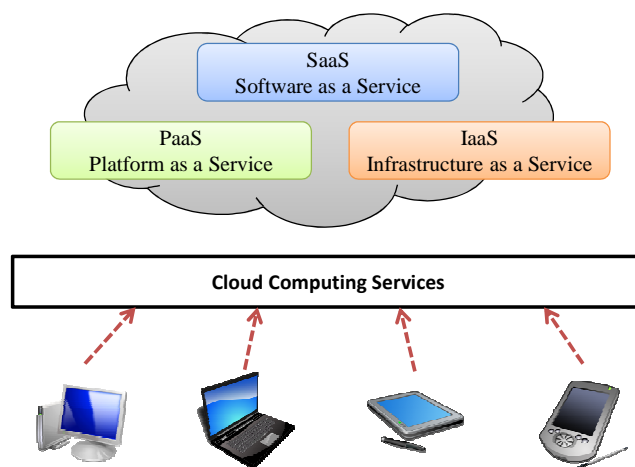 SaaS
Software as a Service
PaaS
Platform as a Service
IaaS
Infrastructure as a Service
Cloud Computing Services